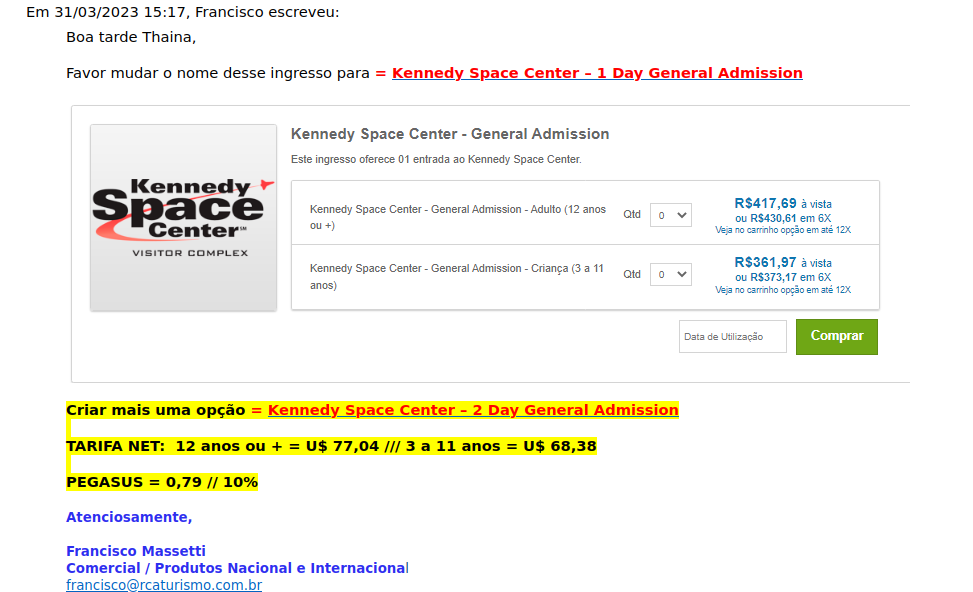 Em 31/03/2023 15:17, Francisco escreveu:
Boa tarde Thaina,
Favor mudar o nome desse ingresso para = Kennedy Space Center – 1 Day General Admission
Kennedy
Space
Center SM
VISITOR COMPLEX
Kennedy Space Center - General Admission
Este ingresso oferece 01 entrada ao Kennedy Space Center.
Kennedy Space Center - General Admission - Adulto (12 anos
ou +)
Qtd 0
R$417,69 à vista
ou R$430,61 em 6X
Veja no carrinho opção em até 12X
Kennedy Space Center - General Admission - Criança (3 a 11
anos)
Qtd 0
R$361,97 à vista
ou R$373,17 em 6X
Veja no carrinho opção em até 12X
Data de Utilização Comprar
Criar mais uma opção = Kennedy Space Center – 2 Day General Admission
TARIFA NET:  12 anos ou + = U$ 77,04 /// 3 a 11 anos = U$ 68,38
PEGASUS = 0,79 // 10%
Atenciosamente,
Francisco Massetti
Comercial / Produtos Nacional e Internacional
francisco@rcaturismo.com.br